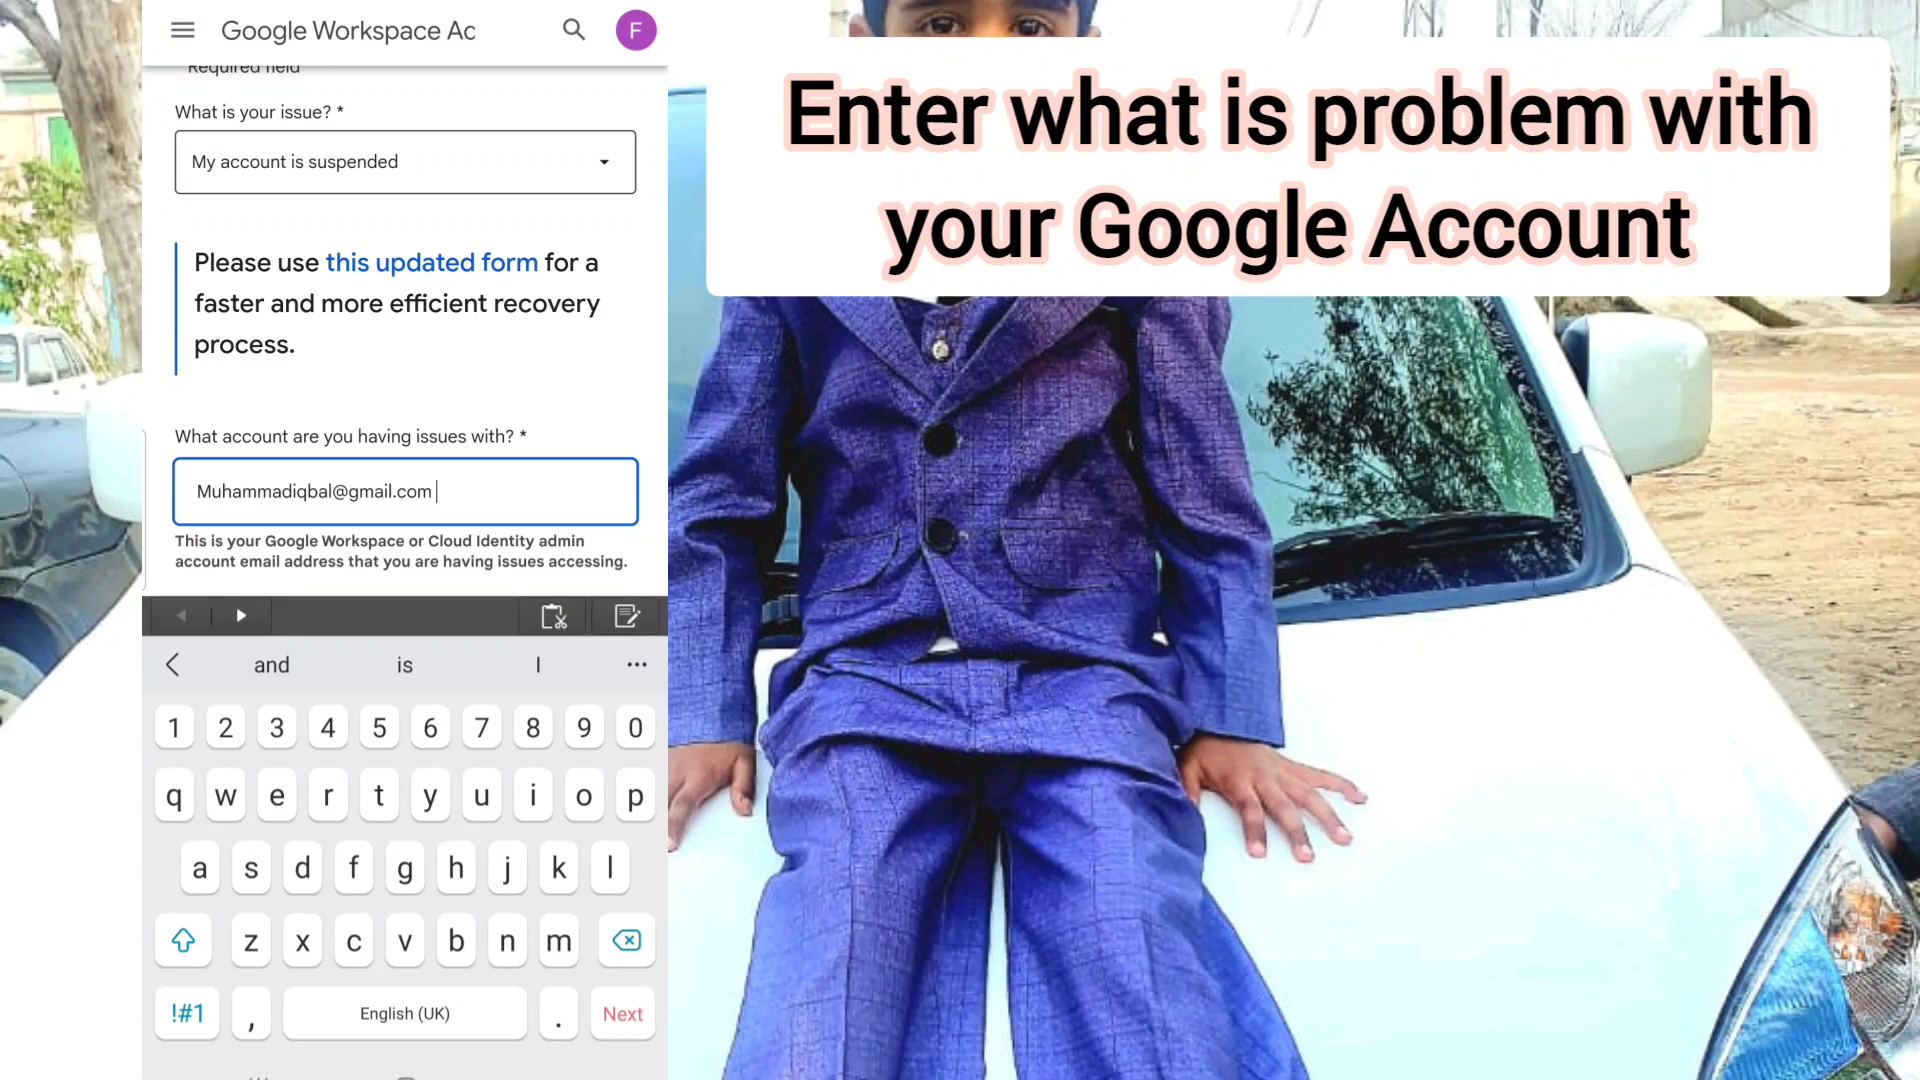 Google Workspace Ac
F
Required field
What is your issue? *
My account is suspended
Please use this updated form for a
faster and more efficient recovery
process.
What account are you having issues with? *
Muhammadiqbal@gmail.com
This is your Google Workspace or Cloud Identity admin
account email address that you are having issues accessing.
and is I ...
1 2 3 4 5 6 7 8 9 0
q w e r t y u i o p
a s d f g h j k l
z x c v b n m
!#1 , English (UK) . Next
Enter what is problem with
your Google Account